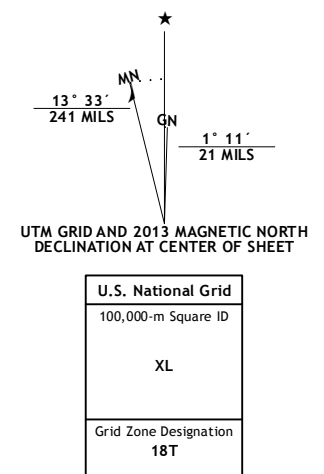 ★
MN
13° 33´
241 MILS
GN
1° 11´
21 MILS
UTM GRID AND 2013 MAGNETIC NORTH
DECLINATION AT CENTER OF SHEET
U.S. National Grid
100,000-m Square ID
XL
Grid Zone Designation
18T